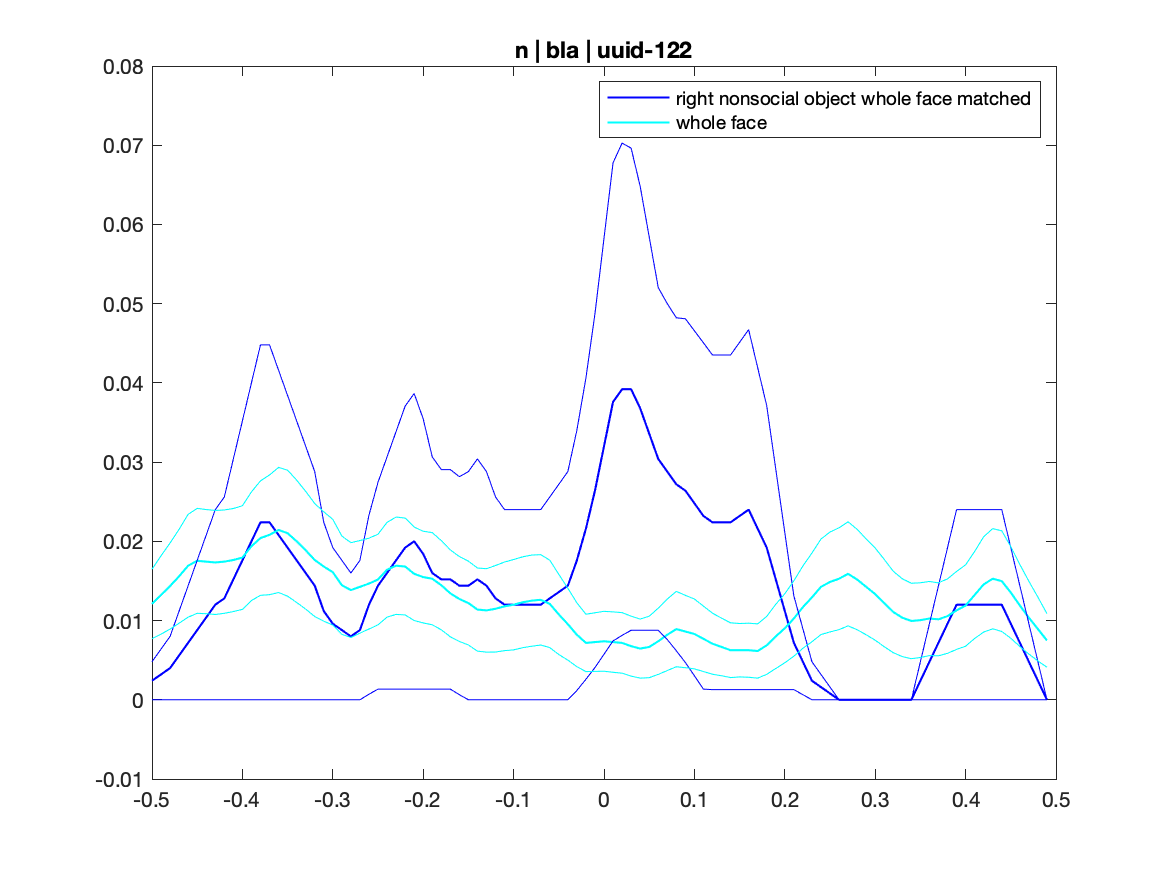 n | bla | uuid-122
0.08
0.07
0.06
0.05
0.04
0.03
0.02
0.01
0
-0.01
right nonsocial object whole face matched
whole face
-0.5 -0.4 -0.3 -0.2 -0.1 0 0.1 0.2 0.3 0.4 0.5